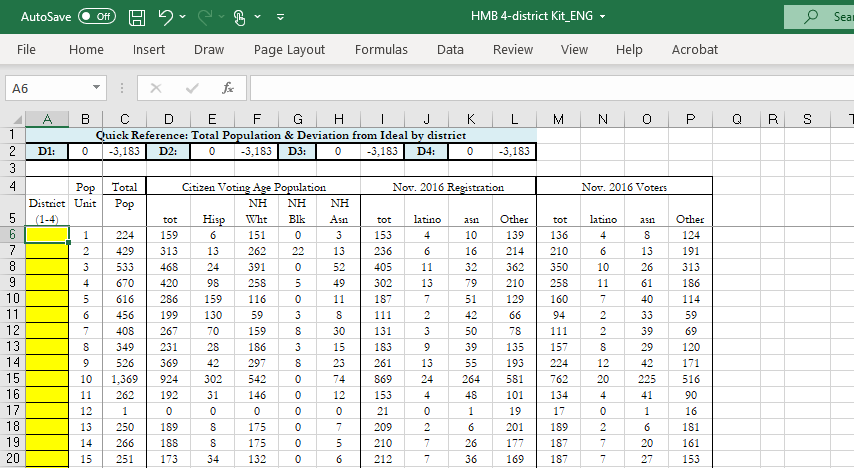 AutoSave Off HMB 4-district Kit_ENG Sear
File Home Insert Draw Page Layout Formulas Data Review View Help Acrobat
A6 fx
A B C D E F G H I J K L M N O P Q R S T
1 Quick Reference: Total Population & Deviation from Ideal by district
2 D1: 0 -3,183 D2: 0 -3,183 D3: 0 -3,183 D4: 0 -3,183
3
4 Pop Total Citizen Voting Age Population Nov. 2016 Registration Nov. 2016 Voters
District Unit Pop NH NH NH
5 (1-4) tot Hisp Wht Blk Asn tot latino asn Other tot latino asn Other
6 1 224 159 6 151 0 3 153 4 10 139 136 4 8 124
7 2 429 313 13 262 22 13 236 6 16 214 210 6 13 191
8 3 533 468 24 391 0 52 405 11 32 362 350 10 26 313
9 4 670 420 98 258 5 49 302 13 79 210 258 11 61 186
10 5 616 286 159 116 0 11 187 7 51 129 160 7 40 114
11 6 456 199 130 59 3 8 111 2 42 66 94 2 33 59
12 7 408 267 70 159 8 30 131 3 50 78 111 2 39 69
13 8 349 231 28 186 3 15 183 9 39 135 157 8 29 120
14 9 526 369 42 297 8 23 261 13 55 193 224 12 42 171
15 10 1,369 924 302 542 0 74 869 24 264 581 762 20 225 516
16 11 262 192 31 146 0 12 153 4 48 101 134 4 41 90
17 12 1 0 0 0 0 0 21 0 1 19 17 0 1 16
18 13 250 189 8 175 0 7 209 2 6 201 189 2 6 181
19 14 266 188 8 175 0 5 210 7 26 177 187 7 20 161
20 15 251 173 34 132 0 6 212 7 36 169 187 7 27 153